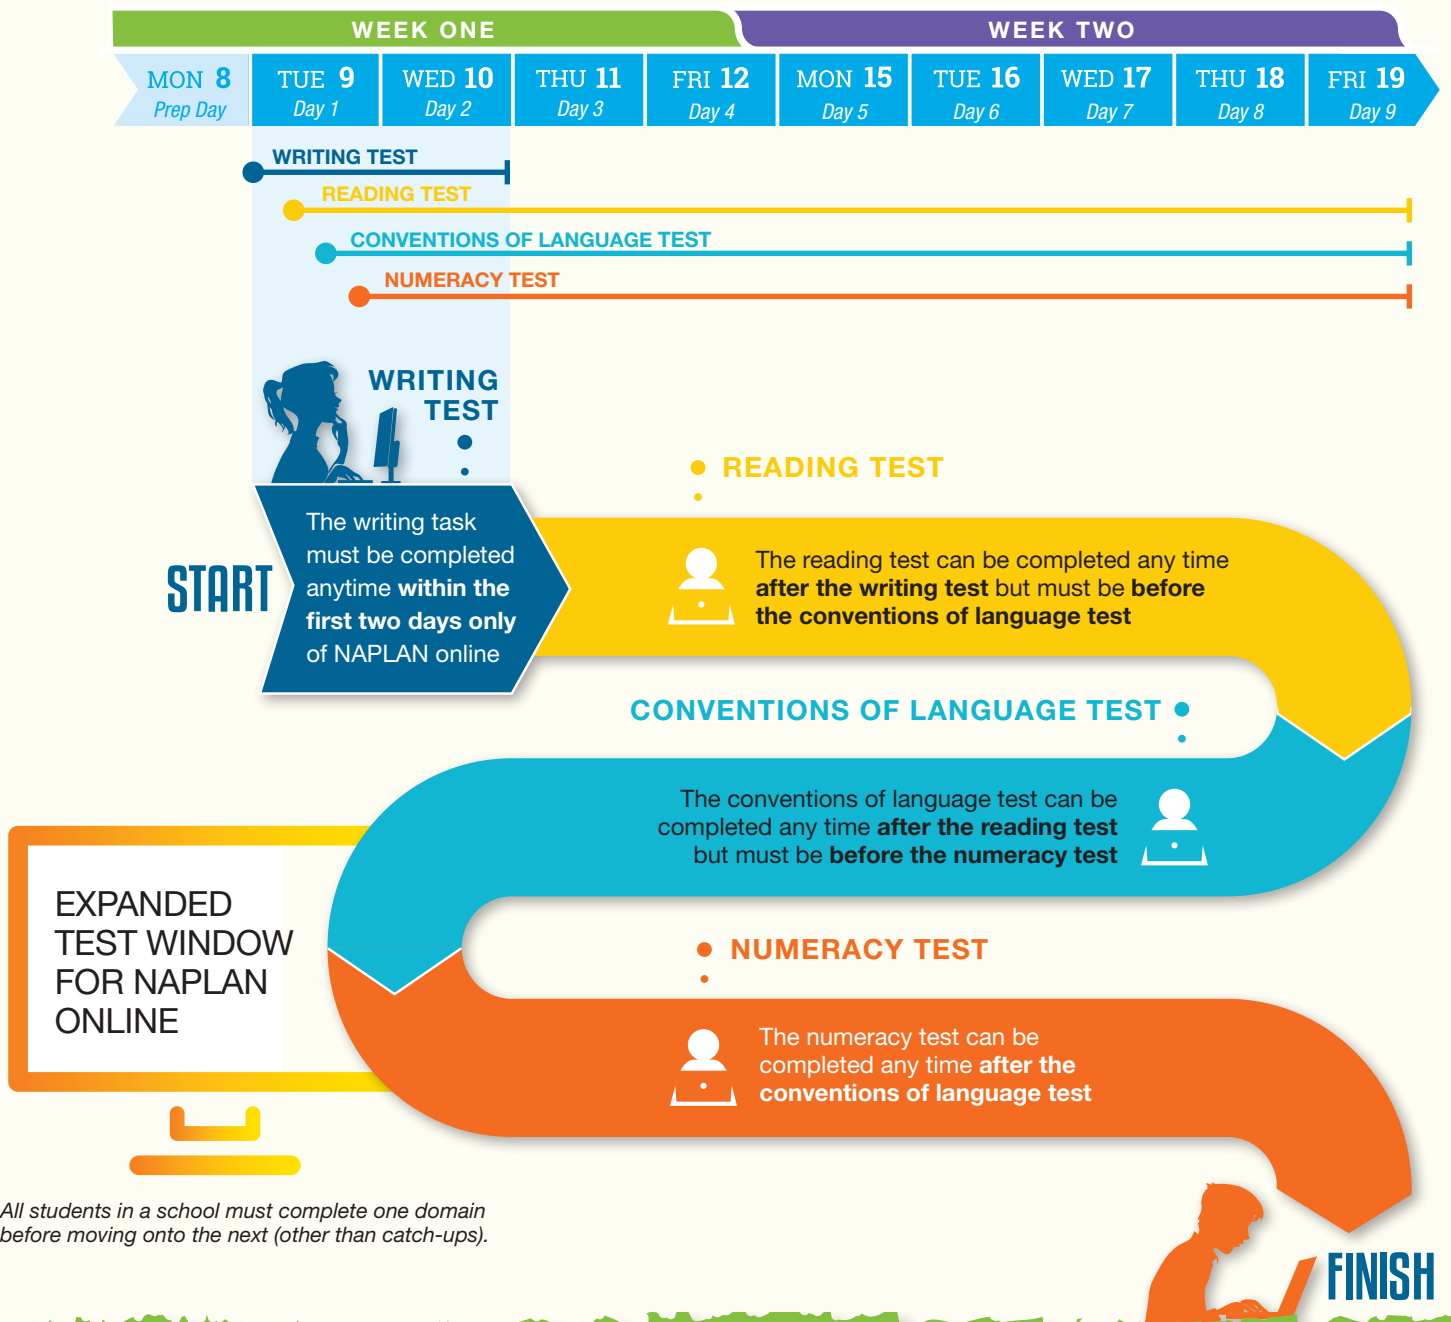 WEEK ONE
WEEK TWO
MON 8
Prep Day
TUE 9
Day 1
WED 10
Day 2
THU 11
Day 3
FRI 12
Day 4
MON 15
Day 5
TUE 16
Day 6
WED 17
Day 7
THU 18
Day 8
FRI 19
Day 9
WRITING TEST
READING TEST
CONVENTIONS OF LANGUAGE TEST
NUMERACY TEST
WRITING
TEST
START
The writing task
must be completed
anytime within the
first two days only
of NAPLAN online
READING TEST
The reading test can be completed any time
after the writing test but must be before
the conventions of language test
CONVENTIONS OF LANGUAGE TEST
The conventions of language test can be
completed any time after the reading test
but must be before the numeracy test
EXPANDED
TEST WINDOW
FOR NAPLAN
ONLINE
NUMERACY TEST
The numeracy test can be
completed any time after the
conventions of language test
All students in a school must complete one domain
before moving onto the next (other than catch-ups).
FINISH